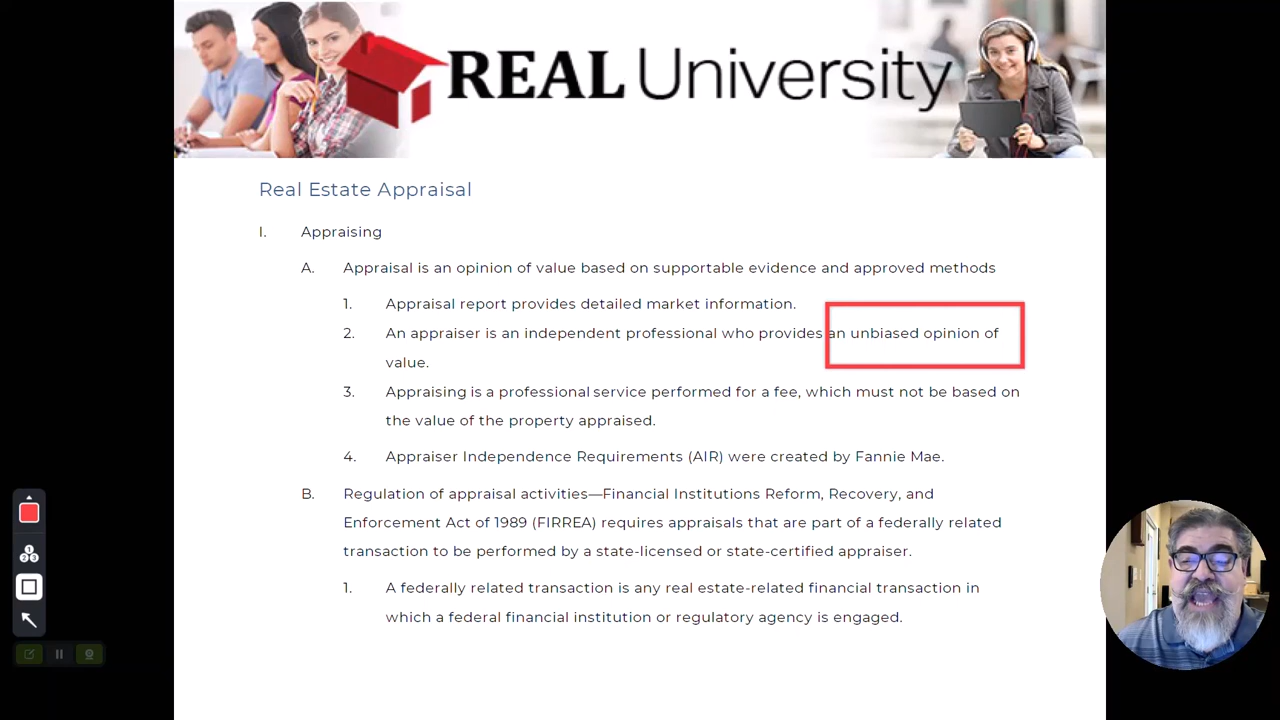 REAL University
Real Estate Appraisal
I. Appraising
A. Appraisal is an opinion of value based on supportable evidence and approved methods
1. Appraisal report provides detailed market information.
2. An appraiser is an independent professional who provides an unbiased opinion of
value.
3. Appraising is a professional service performed for a fee, which must not be based on
the value of the property appraised.
4. Appraiser Independence Requirements (AIR) were created by Fannie Mae.
B. Regulation of appraisal activities—Financial Institutions Reform, Recovery, and
Enforcement Act of 1989 (FIRREA) requires appraisals that are part of a federally related
transaction to be performed by a state-licensed or state-certified appraiser.
1. A federally related transaction is any real estate-related financial transaction in
which a federal financial institution or regulatory agency is engaged.